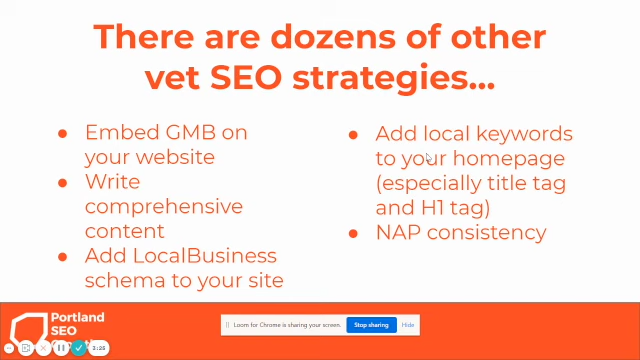 There are dozens of other
vet SEO strategies...
● Embed GMB on
your website
● Write
comprehensive
content
● Add LocalBusiness
schema to your site
● Add local keywords
to your homepage
(especially title tag
and H1 tag)
● NAP consistency
Portland
SEO
Loom for Chrome is sharing your screen.
Stop sharing
Hide
3:25